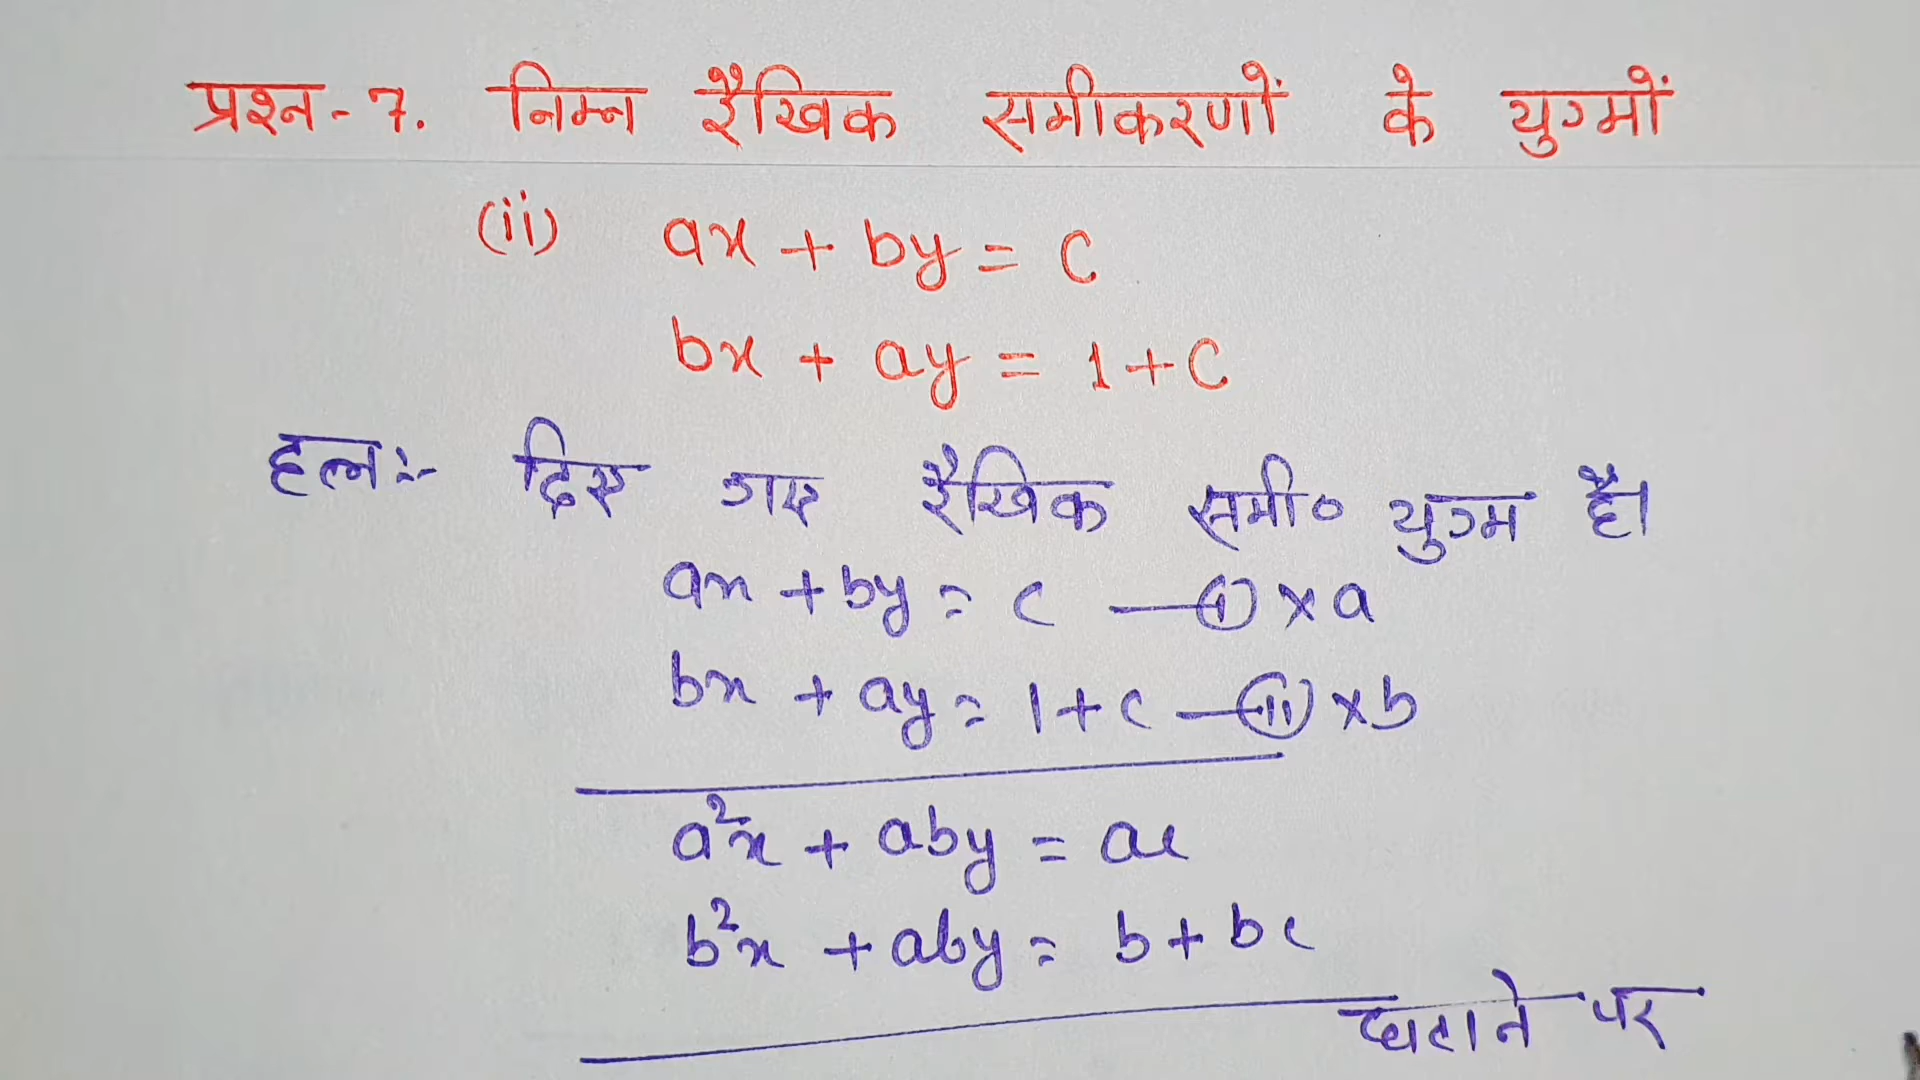 प्रश्न-7. निम्न रैखिक समीकरणों के युग्मों
(ii) ax + by = c
bx + ay = 1+c
हलः- दिए गए रैखिक समी० युग्म है।
ax + by = c —(i) × a
bx + ay = 1+c —(ii) × b
a²x + aby = ac
b²x + aby = b + bc
घटाने पर